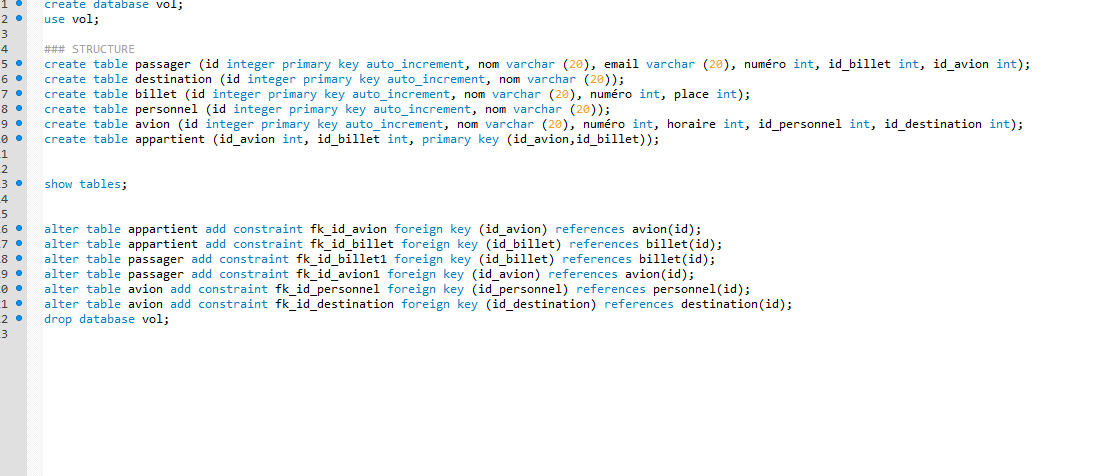 1 create database vol;
2 use vol;
3
4 ### STRUCTURE
5 create table passager (id integer primary key auto_increment, nom varchar (20), email varchar (20), numéro int, id_billet int, id_avion int);
6 create table destination (id integer primary key auto_increment, nom varchar (20));
7 create table billet (id integer primary key auto_increment, nom varchar (20), numéro int, place int);
8 create table personnel (id integer primary key auto_increment, nom varchar (20));
9 create table avion (id integer primary key auto_increment, nom varchar (20), numéro int, horaire int, id_personnel int, id_destination int);
0 create table appartient (id_avion int, id_billet int, primary key (id_avion,id_billet));
1
2
3 show tables;
4
5
6 alter table appartient add constraint fk_id_avion foreign key (id_avion) references avion(id);
7 alter table appartient add constraint fk_id_billet foreign key (id_billet) references billet(id);
8 alter table passager add constraint fk_id_billet1 foreign key (id_billet) references billet(id);
9 alter table passager add constraint fk_id_avion1 foreign key (id_avion) references avion(id);
0 alter table avion add constraint fk_id_personnel foreign key (id_personnel) references personnel(id);
1 alter table avion add constraint fk_id_destination foreign key (id_destination) references destination(id);
2 drop database vol;
3